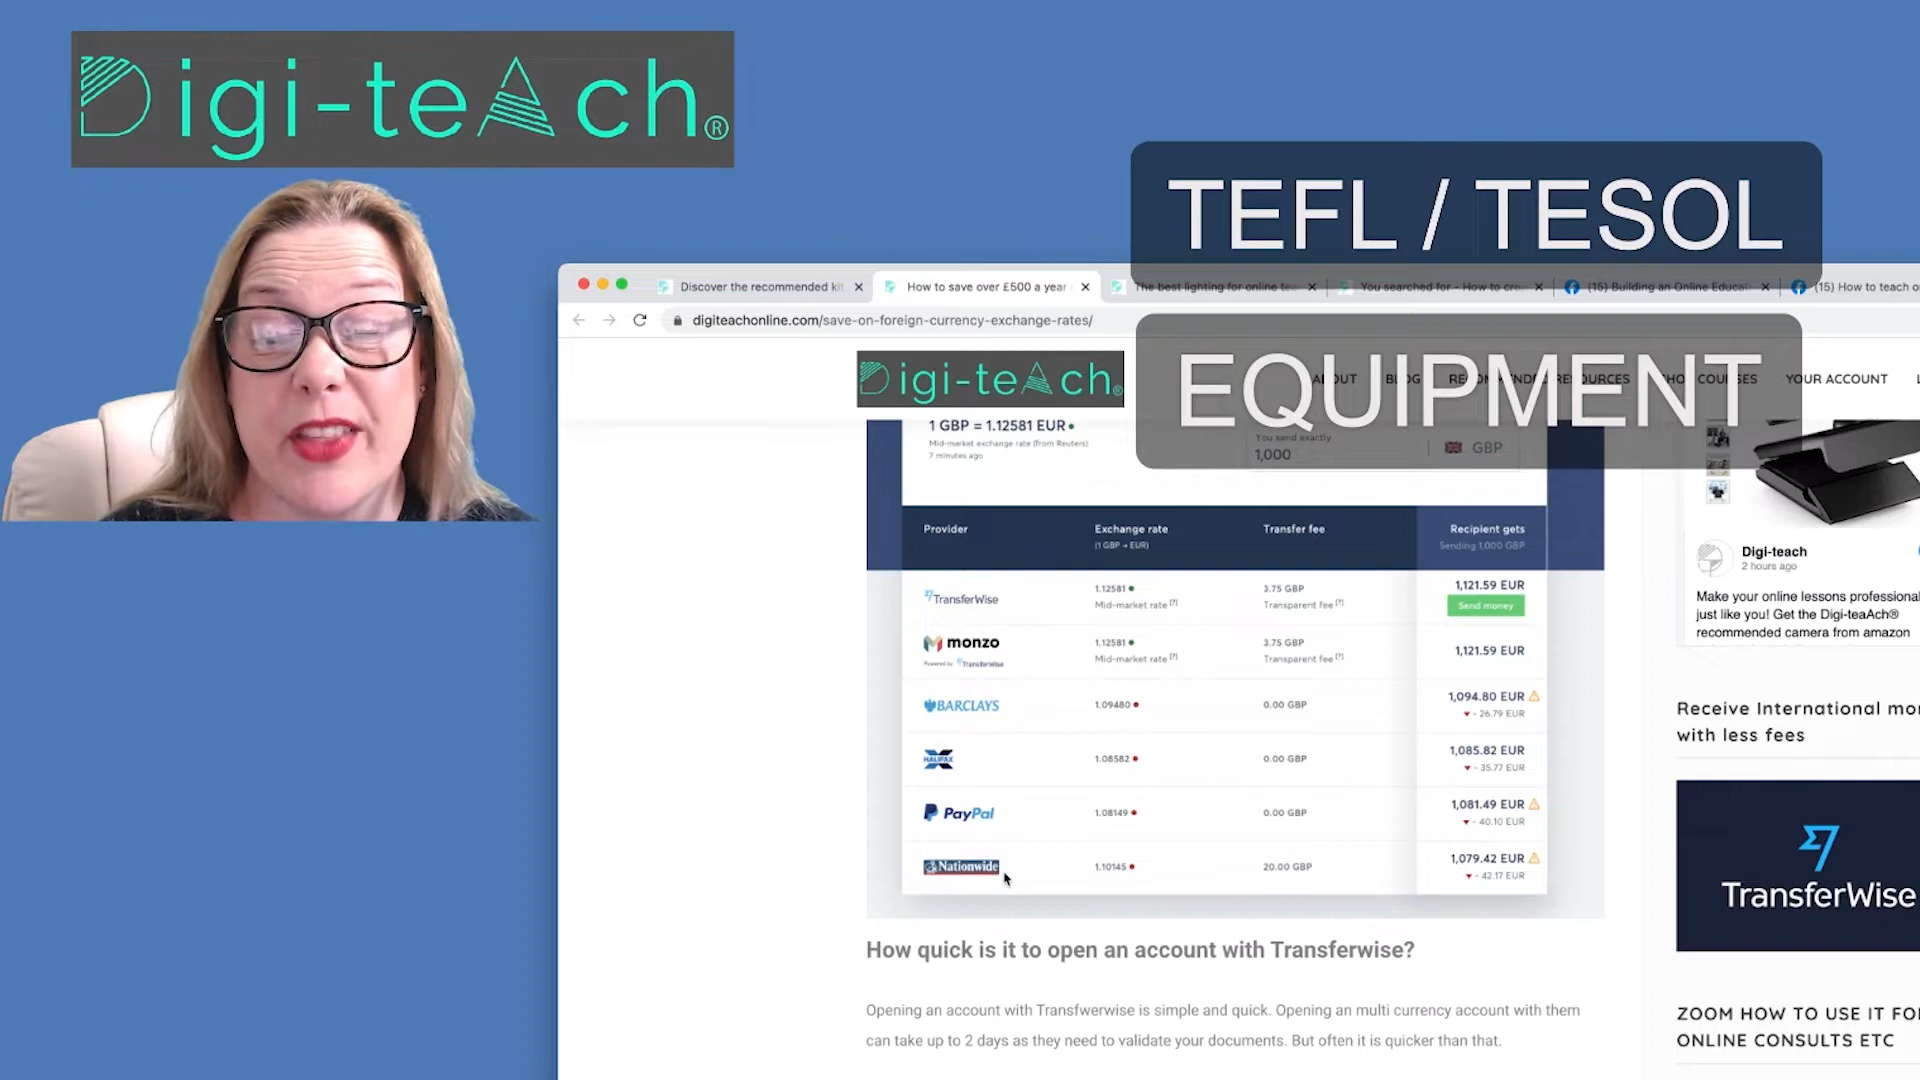 Digi-teAch®
TEFL / TESOL
EQUIPMENT
Discover the recommended kit
How to save over £500 a year
The best lighting for online te
You searched for - How to cre
(15) Building an Online Educat
(15) How to teach o
digiteachonline.com/save-on-foreign-currency-exchange-rates/
Digi-teAch®
ABOUT BLOG RECOMMENDED RESOURCES SHOP COURSES YOUR ACCOUNT
1 GBP = 1.12581 EUR
Mid-market exchange rate (from Reuters)
7 minutes ago
You send exactly
1,000 GBP
Provider Exchange rate Transfer fee Recipient gets
(1 GBP → EUR) Sending 1,000 GBP
TransferWise 1.12581 3.75 GBP 1,121.59 EUR
Mid-market rate [?] Transparent fee [?] Send money
monzo 1.12581 3.75 GBP 1,121.59 EUR
Powered by TransferWise Mid-market rate [?] Transparent fee [?]
BARCLAYS 1.09480 0.00 GBP 1,094.80 EUR
- 26.79 EUR
HALIFAX 1.08582 0.00 GBP 1,085.82 EUR
- 35.77 EUR
PayPal 1.08149 0.00 GBP 1,081.49 EUR
- 40.10 EUR
Nationwide 1.10145 20.00 GBP 1,079.42 EUR
- 42.17 EUR
How quick is it to open an account with Transferwise?
Opening an account with Transfwerwise is simple and quick. Opening an multi currency account with them
can take up to 2 days as they need to validate your documents. But often it is quicker than that.
Digi-teach
2 hours ago
Make your online lessons professional
just like you! Get the Digi-teaAch®
recommended camera from amazon
Receive International mo
with less fees
TransferWise
ZOOM HOW TO USE IT FO
ONLINE CONSULTS ETC